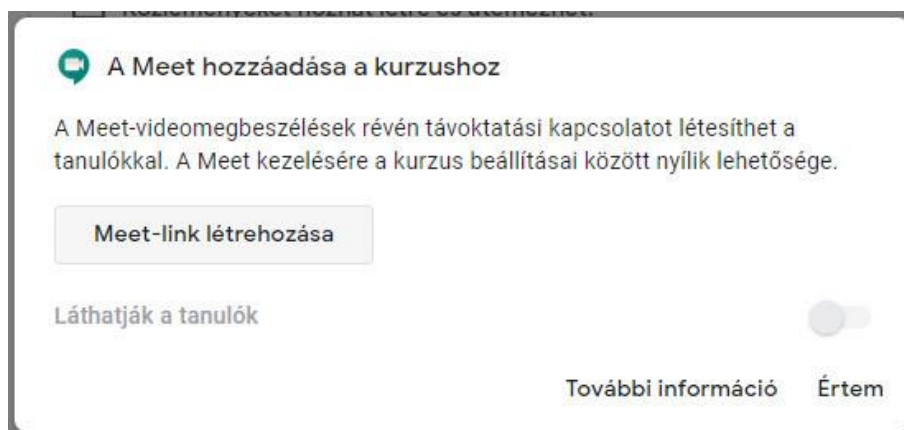 A Meet hozzáadása a kurzushoz
A Meet-videomegbeszélések révén távoktatási kapcsolatot létesíthet a
tanulókkal. A Meet kezelésére a kurzus beállításai között nyílik lehetősége.
Meet-link létrehozása
Láthatják a tanulók
További információ Értem